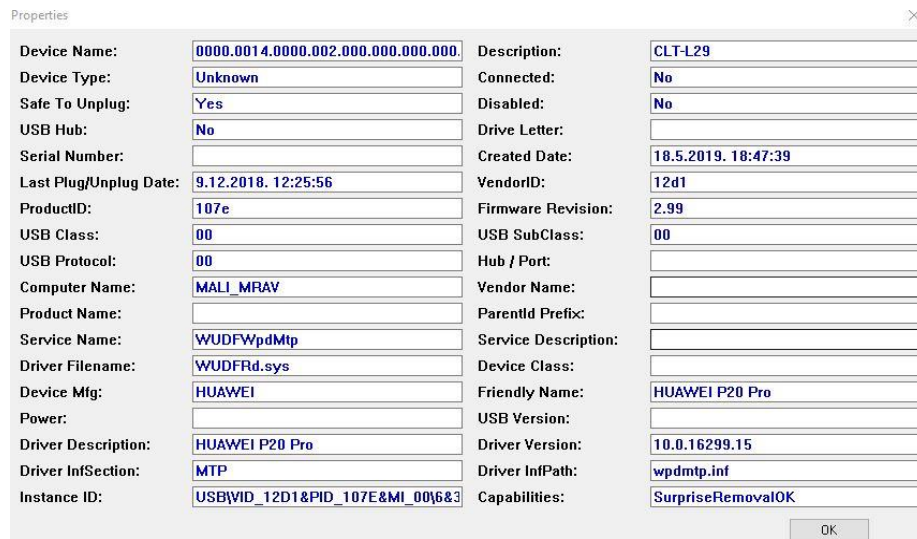 Properties
Device Name: 0000.0014.0000.002.000.000.000.000. Description: CLT-L29
Device Type: Unknown Connected: No
Safe To Unplug: Yes Disabled: No
USB Hub: No Drive Letter:
Serial Number: Created Date: 18.5.2019. 18:47:39
Last Plug/Unplug Date: 9.12.2018. 12:25:56 VendorID: 12d1
ProductID: 107e Firmware Revision: 2.99
USB Class: 00 USB SubClass: 00
USB Protocol: 00 Hub / Port:
Computer Name: MALI_MRAV Vendor Name:
Product Name: ParentId Prefix:
Service Name: WUDFWpdMtp Service Description:
Driver Filename: WUDFRd.sys Device Class:
Device Mfg: HUAWEI Friendly Name: HUAWEI P20 Pro
Power: USB Version:
Driver Description: HUAWEI P20 Pro Driver Version: 10.0.16299.15
Driver InfSection: MTP Driver InfPath: wpdmtp.inf
Instance ID: USB\VID_12D1&PID_107E&MI_00\6&3 Capabilities: SurpriseRemovalOK
OK